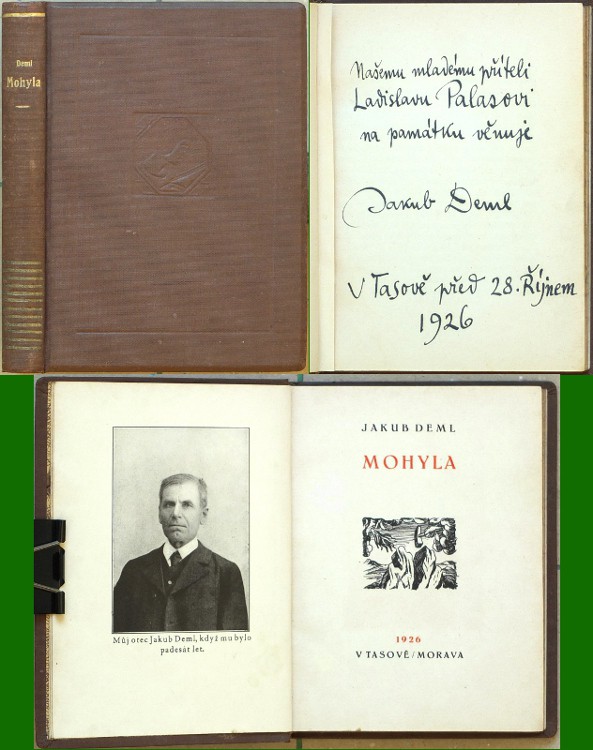 Deml
Mohyla
Našemu mladému příteli
Ladislavu Palasovi
na památku věnuje
Jakub Deml
V Tasově před 28. Říjnem
1926
Můj otec Jakub Deml, když mu bylo
padesát let.
JAKUB DEML
MOHYLA
1926
V TASOVĚ/MORAVA